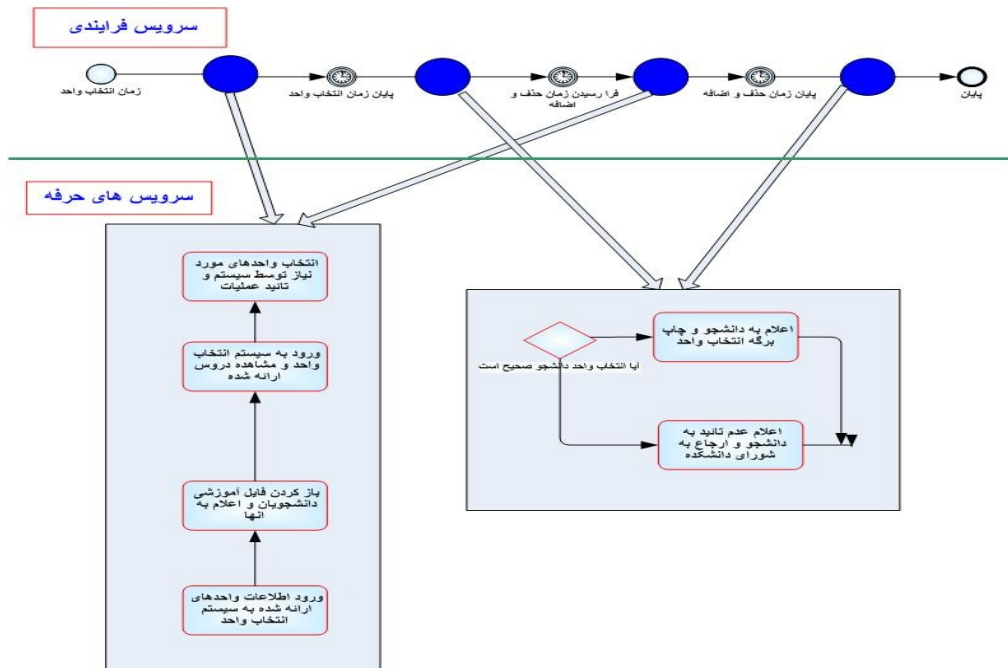 سرویس فرایندی
زمان انتخاب واحد
پایان زمان انتخاب واحد
فرا رسیدن زمان حذف و
اضافه
پایان زمان حذف و اضافه
پایان
سرویس های حرفه
انتخاب واحدهای مورد
نیاز توسط سیستم و
تائید عملیات
ورود به سیستم انتخاب
واحد و مشاهده دروس
ارائه شده
باز کردن فایل آموزشی
دانشجویان و اعلام به
انها
ورود اطلاعات واحدهای
ارائه شده به سیستم
انتخاب واحد
اعلام به دانشجو و چاپ
برگه انتخاب واحد
آیا انتخاب واحد دانشجو صحیح است
اعلام عدم تائید به
دانشجو و ارجاع به
شورای دانشکده